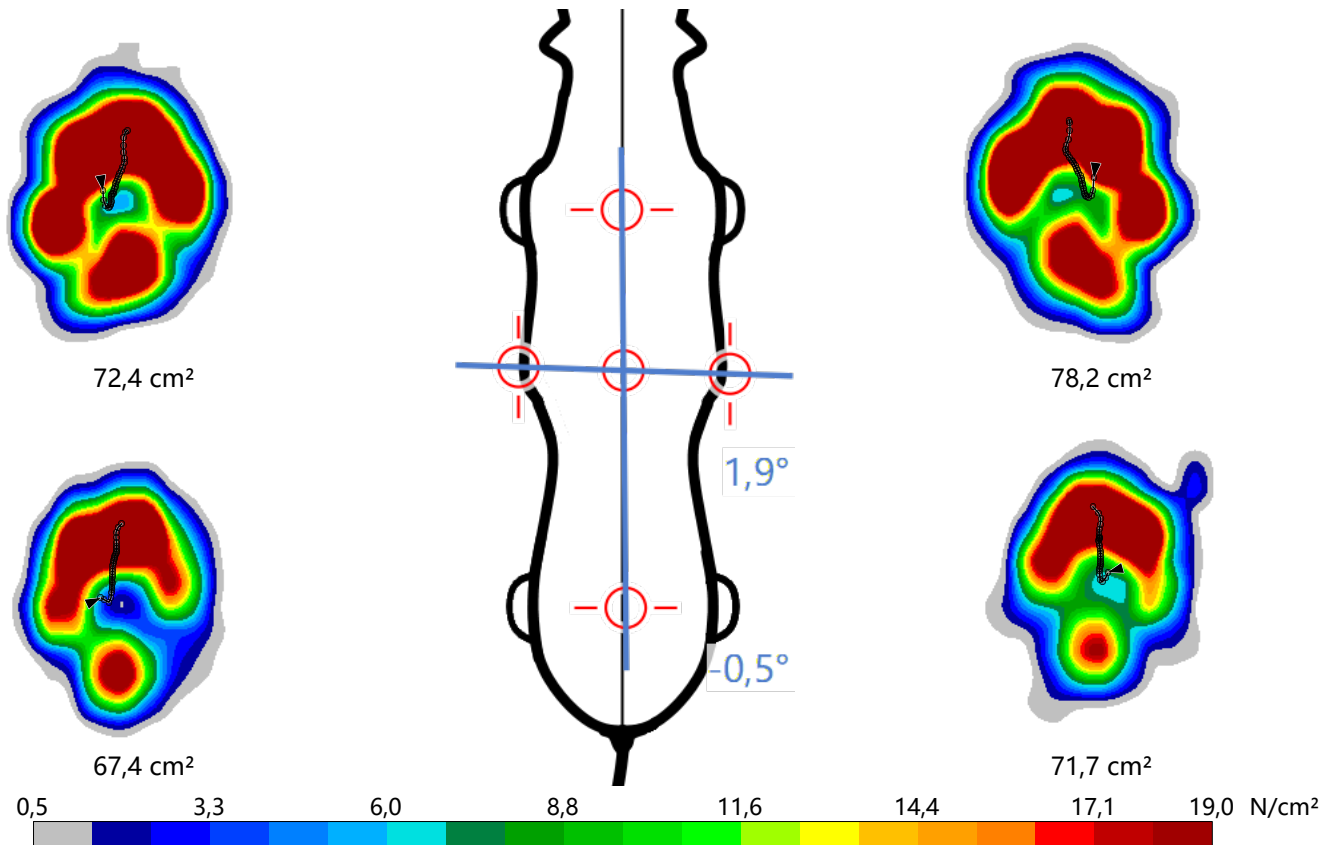 72,4 cm²
78,2 cm²
1,9°
-0,5°
67,4 cm²
71,7 cm²
0,5 3,3 6,0 8,8 11,6 14,4 17,1 19,0 N/cm²